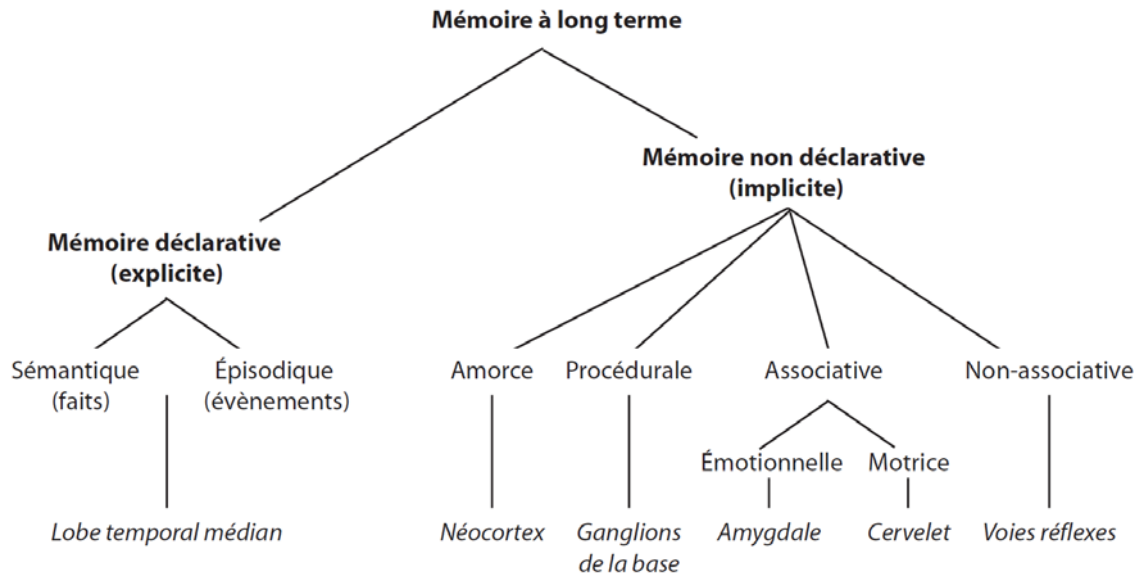 Mémoire à long terme
Mémoire non déclarative
(implicite)
Mémoire déclarative
(explicite)
Sémantique
(faits)
Épisodique
(évènements)
Amorce
Procédurale
Associative
Non-associative
Émotionnelle
Motrice
Lobe temporal médian
Néocortex
Ganglions
de la base
Amygdale
Cervelet
Voies réflexes